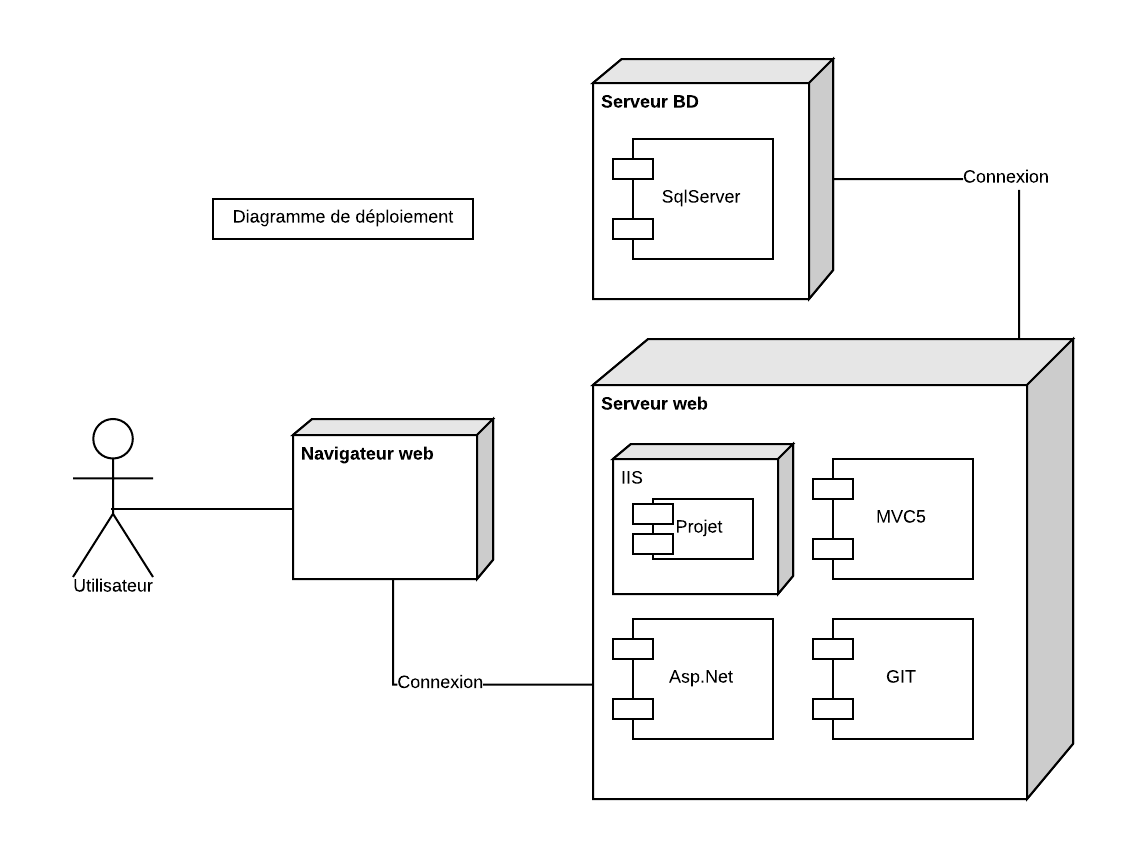 Serveur BD
SqlServer
Connexion
Diagramme de déploiement
Serveur web
Navigateur web
IIS
Projet
MVC5
Utilisateur
Asp.Net
GIT
Connexion